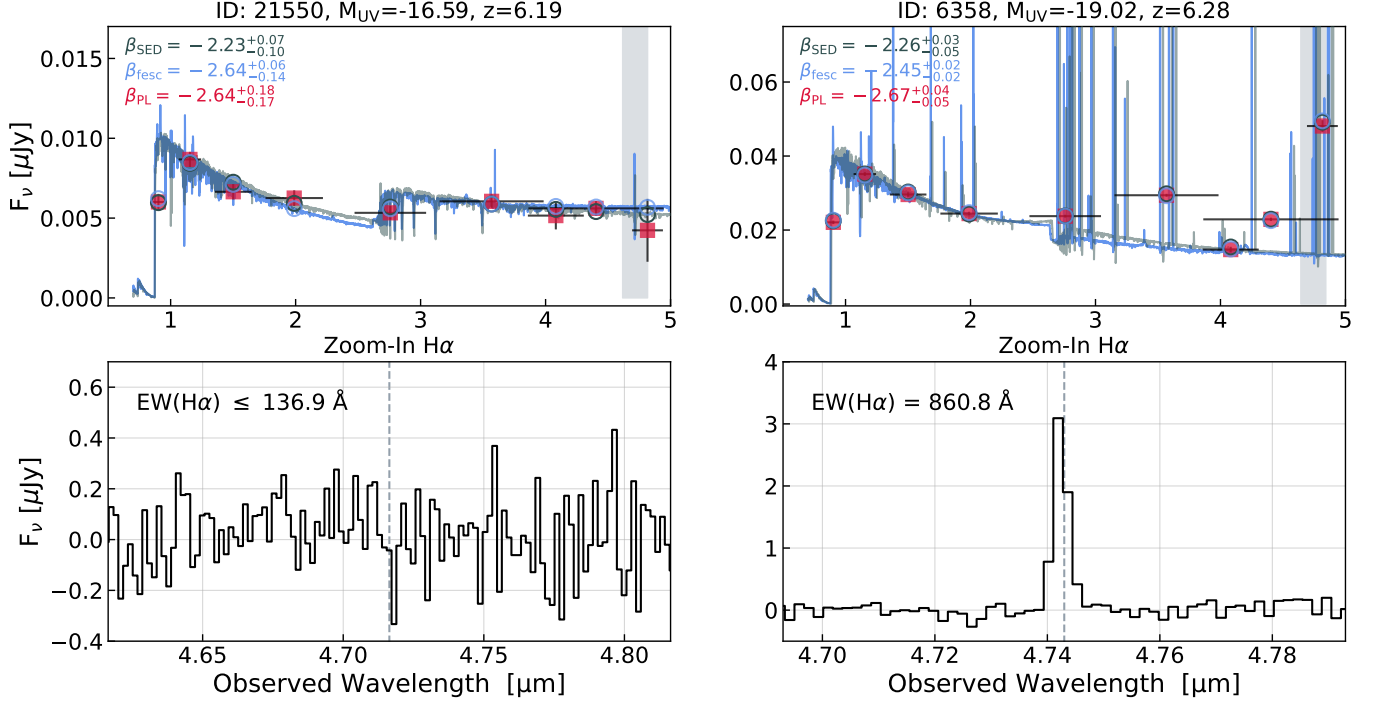 ID: 21550, M_UV=-16.59, z=6.19
β_SED = −2.23^{+0.07}_{−0.10}
β_fesc = −2.64^{+0.06}_{−0.14}
β_PL = −2.64^{+0.18}_{−0.17}
F_ν [μJy]
0.015
0.010
0.005
0.000
1 2 3 4 5
ID: 6358, M_UV=-19.02, z=6.28
β_SED = −2.26^{+0.03}_{−0.05}
β_fesc = −2.45^{+0.02}_{−0.02}
β_PL = −2.67^{+0.04}_{−0.05}
0.06
0.04
0.02
0.00
1 2 3 4 5
Zoom-In Hα
EW(Hα) ≤ 136.9 Å
F_ν [μJy]
0.6
0.4
0.2
0.0
−0.2
−0.4
4.65 4.70 4.75 4.80
Observed Wavelength [μm]
Zoom-In Hα
EW(Hα) = 860.8 Å
4
3
2
1
0
4.70 4.72 4.74 4.76 4.78
Observed Wavelength [μm]